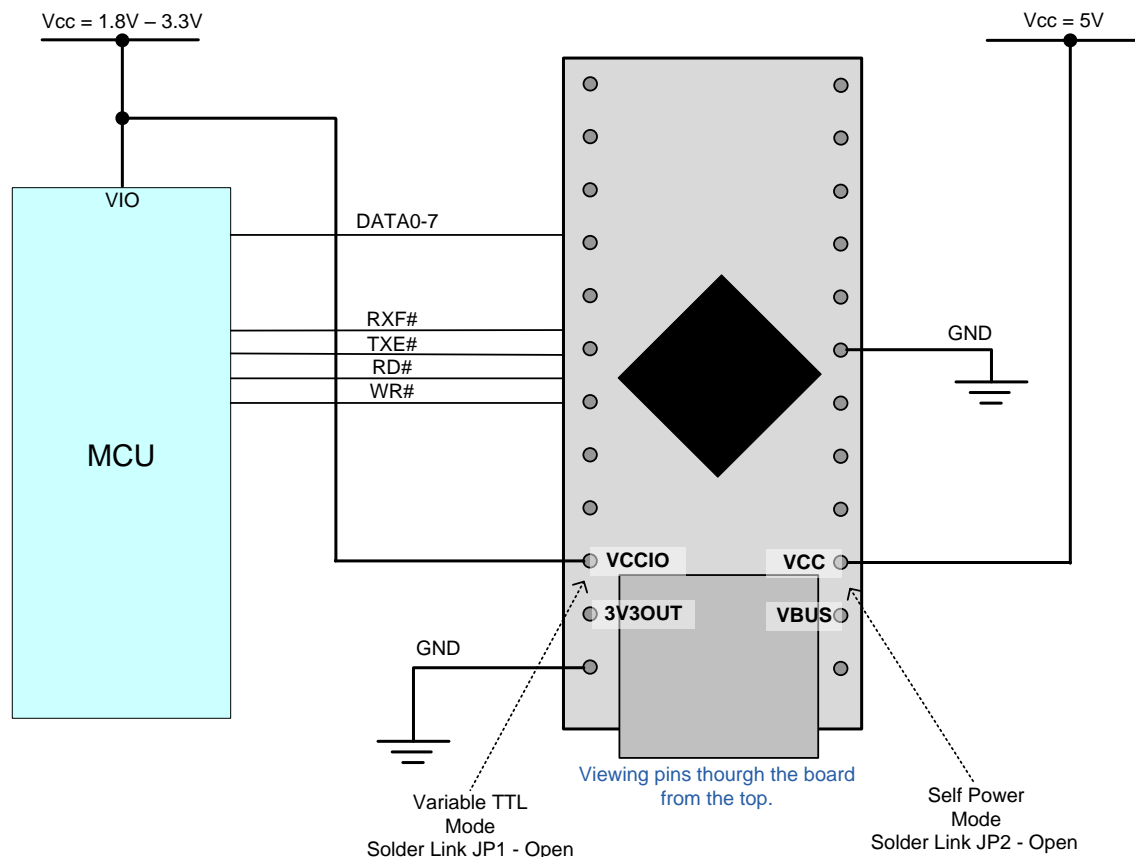 Vcc = 1.8V – 3.3V
Vcc = 5V
VIO
DATA0-7
RXF#
TXE#
RD#
WR#
GND
MCU
VCCIO
VCC
3V3OUT
VBUS
GND
Viewing pins thourgh the board
from the top.
Variable TTL
Mode
Solder Link JP1 - Open
Self Power
Mode
Solder Link JP2 - Open